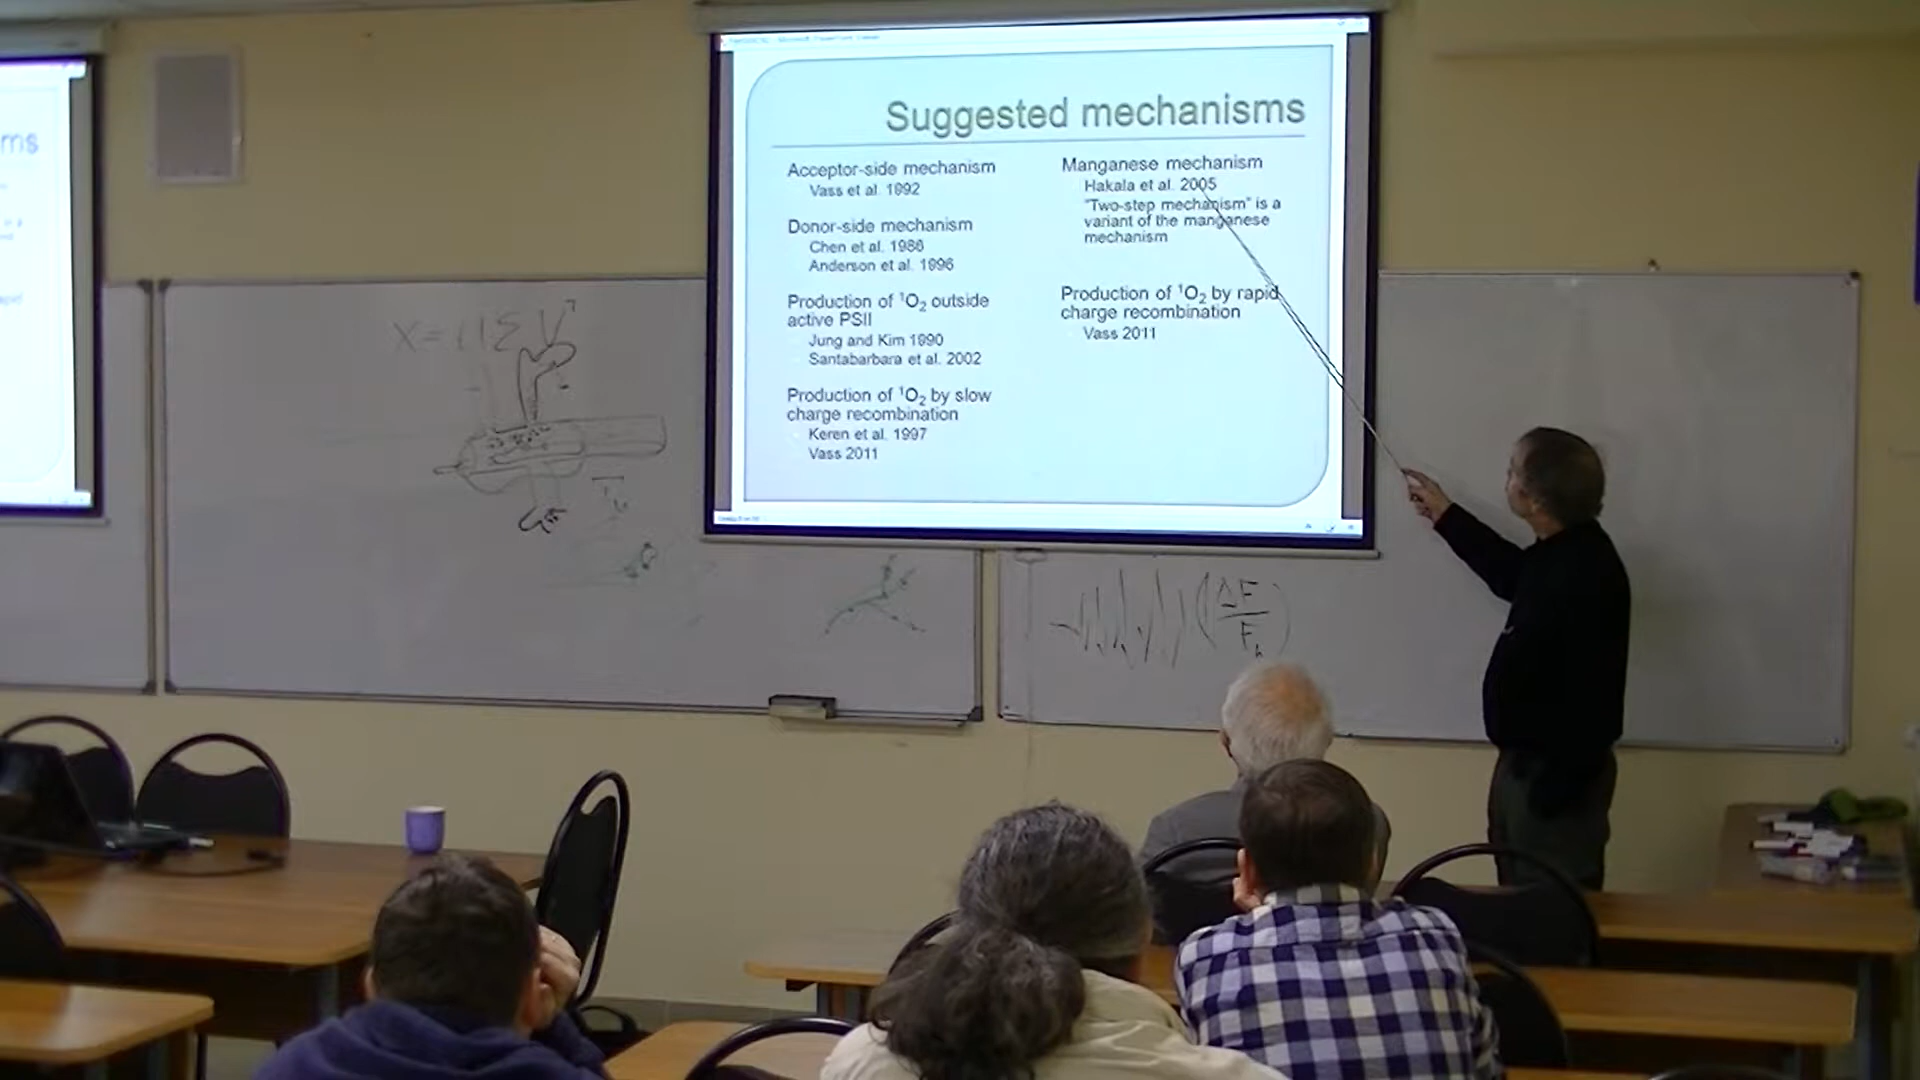 Suggested mechanisms
Acceptor-side mechanism
Vass et al. 1992
Donor-side mechanism
Chen et al. 1986
Anderson et al. 1996
Production of ¹O₂ outside
active PSII
Jung and Kim 1990
Santabarbara et al. 2002
Production of ¹O₂ by slow
charge recombination
Keren et al. 1997
Vass 2011
Manganese mechanism
Hakala et al. 2005
"Two-step mechanism" is a
variant of the manganese
mechanism
Production of ¹O₂ by rapid
charge recombination
Vass 2011
ms
ΔF
F